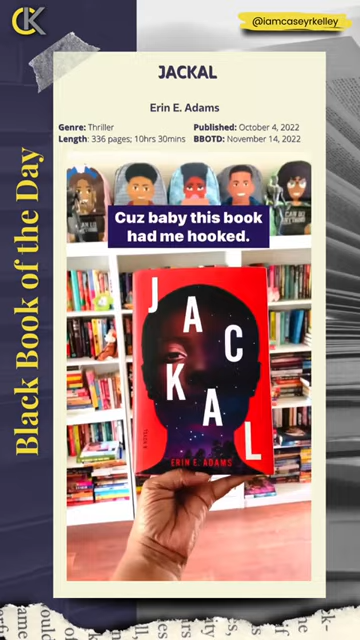 CK
@iamcaseyrkelley
JACKAL
Erin E. Adams
Genre: Thriller
Published: October 4, 2022
Length: 336 pages; 10hrs 30mins
BBOTD: November 14, 2022
Black Book of the Day
Cuz baby this book
had me hooked.
JACKAL
ERIN E. ADAMS